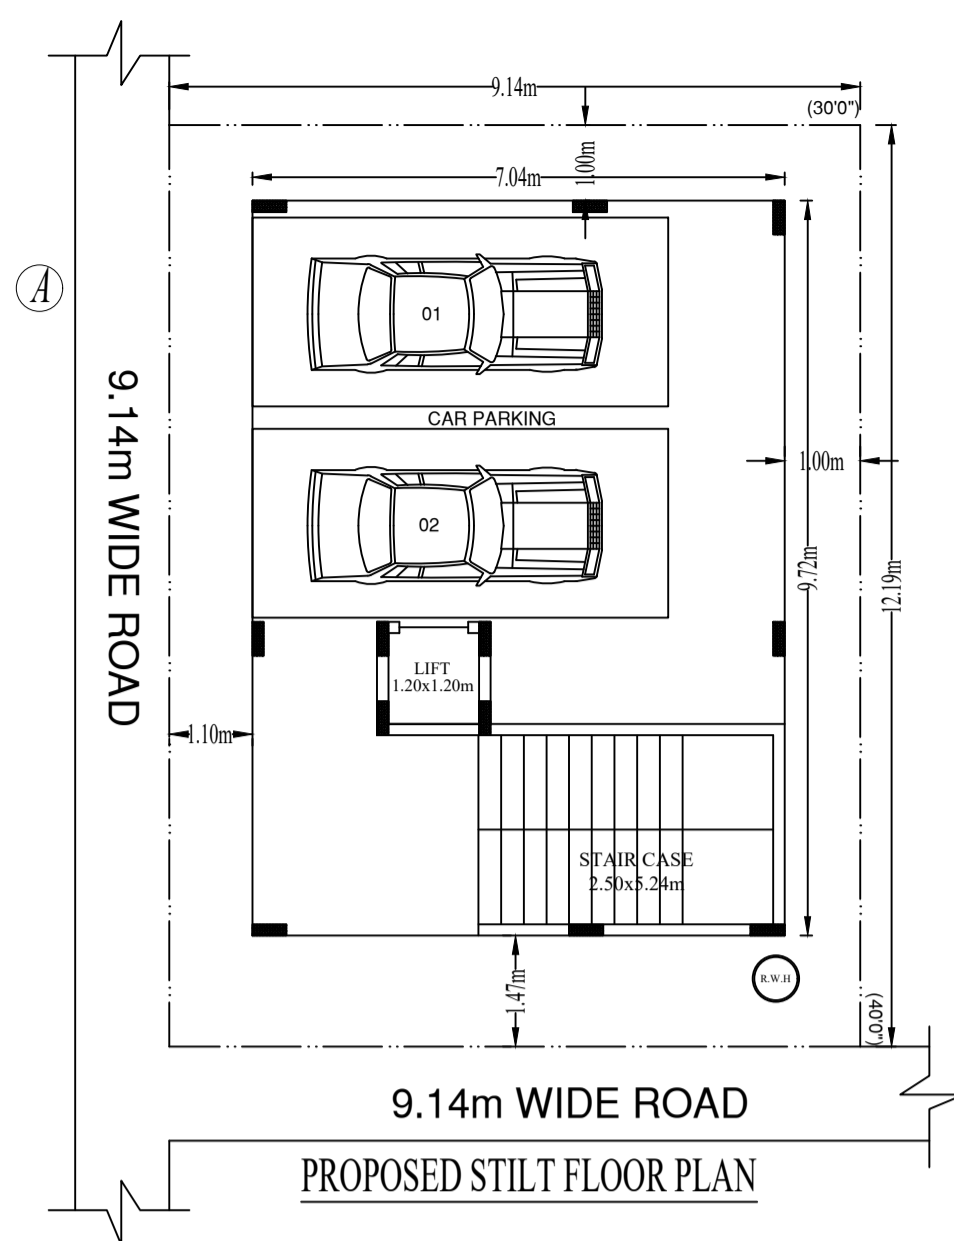 9.14m
(30'0")
1.00m
7.04m
A
01
CAR PARKING
9.14m WIDE ROAD
1.00m
02
9.72m
12.19m
LIFT
1.20x1.20m
1.10m
STAIR CASE
2.50x5.24m
1.47m
R.W.H
(40'0")
9.14m WIDE ROAD
PROPOSED STILT FLOOR PLAN